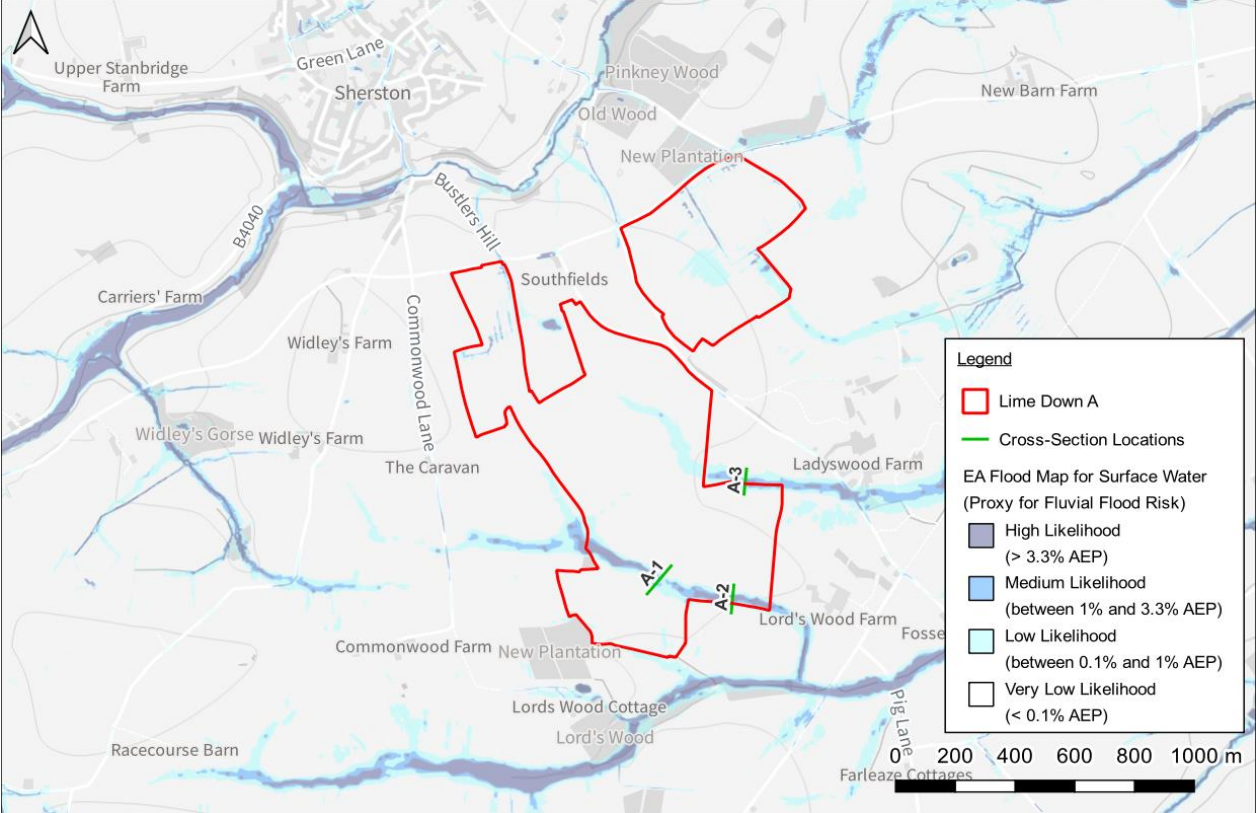 Green Lane
Upper Stanbridge
Farm
Sherston
Pinkney Wood
Old Wood
New Barn Farm
New Plantation
Bustlers Hill
B4040
Southfields
Carriers' Farm
Commonwood Lane
Widley's Farm
Widley's Gorse
Widley's Farm
The Caravan
Ladyswood Farm
A-3
A-1
A-2
Lord's Wood Farm
Fosse
Commonwood Farm
New Plantation
Lords Wood Cottage
Lord's Wood
Pig Lane
Racecourse Barn
Farleaze Cottages
Legend
Lime Down A
Cross-Section Locations
EA Flood Map for Surface Water
(Proxy for Fluvial Flood Risk)
High Likelihood
(> 3.3% AEP)
Medium Likelihood
(between 1% and 3.3% AEP)
Low Likelihood
(between 0.1% and 1% AEP)
Very Low Likelihood
(< 0.1% AEP)
0 200 400 600 800 1000 m